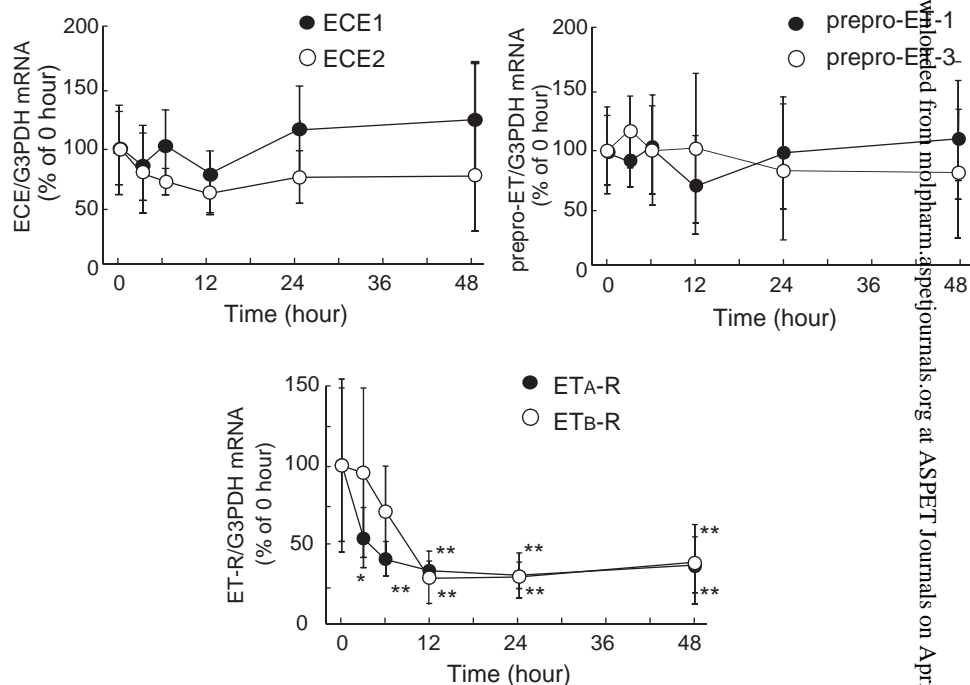 ECE1
ECE2
200
150
100
50
0
ECE/G3PDH mRNA
(% of 0 hour)
0 12 24 36 48
Time (hour)
prepro-ET-1
prepro-ET-3
200
150
100
50
0
prepro-ET/G3PDH mRNA
(% of 0 hour)
0 12 24 36 48
Time (hour)
ETA-R
ETB-R
150
100
50
0
ET-R/G3PDH mRNA
(% of 0 hour)
*
**
**
**
**
**
**
**
0 12 24 36 48
Time (hour)
wnloaded from molpharm.aspetjournals.org at ASPET Journals on Apr